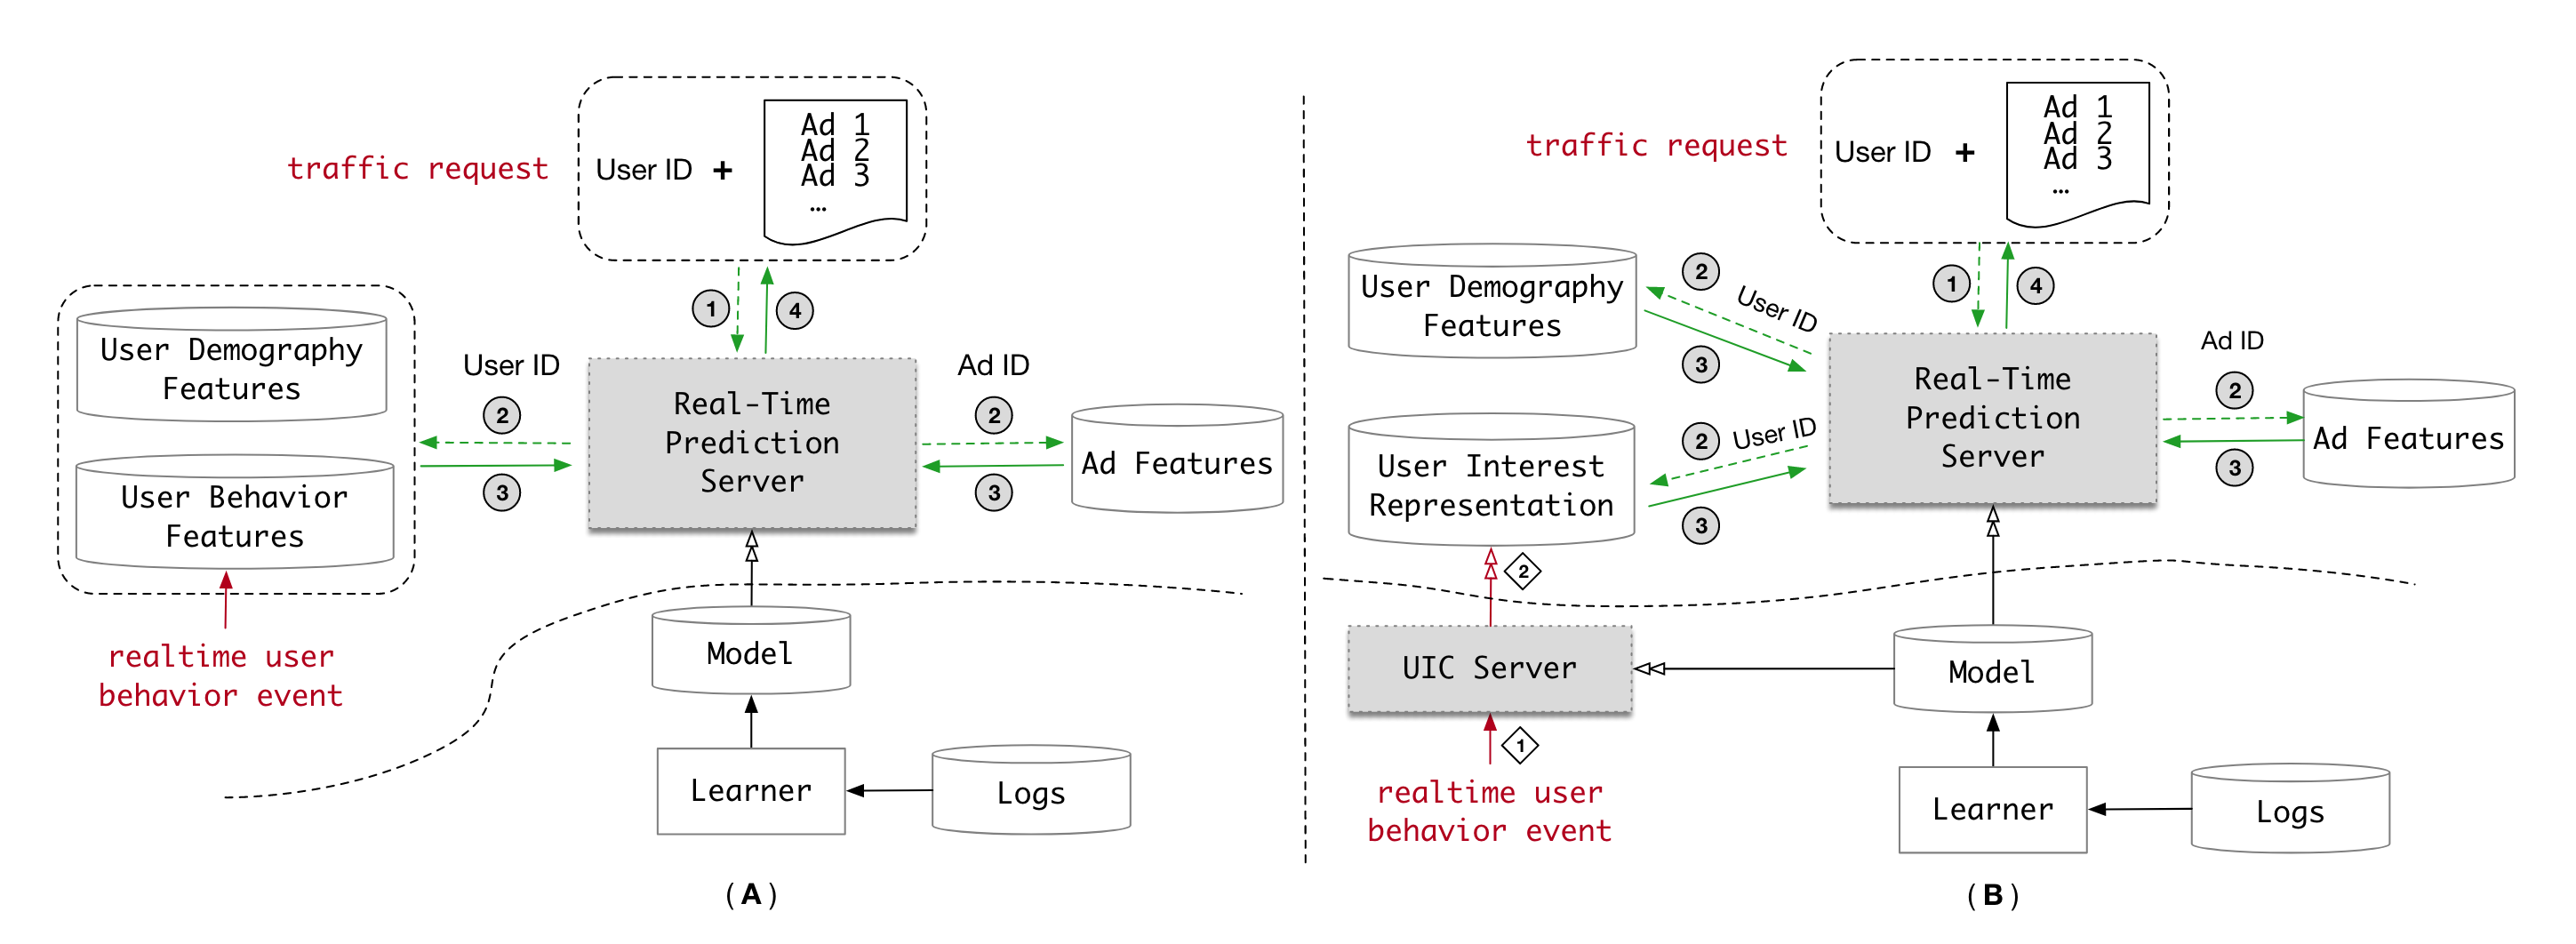 traffic request
User ID +
Ad 1
Ad 2
Ad 3
...
1
4
User Demography
Features
User Behavior
Features
User ID
2
3
Real-Time
Prediction
Server
Ad ID
2
3
Ad Features
realtime user
behavior event
Model
Learner
Logs
(A)
traffic request
User ID +
Ad 1
Ad 2
Ad 3
...
1
4
User Demography
Features
2
User ID
3
User Interest
Representation
2
User ID
3
Real-Time
Prediction
Server
Ad ID
2
3
Ad Features
2
UIC Server
1
realtime user
behavior event
Model
Learner
Logs
(B)